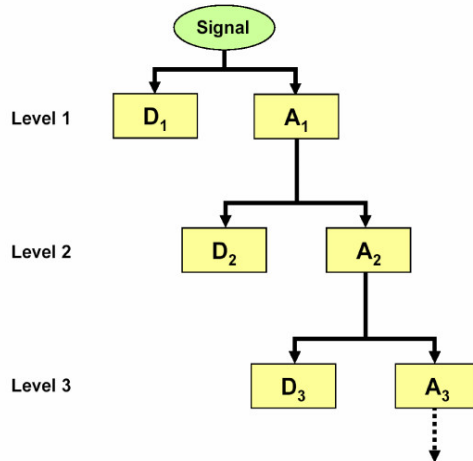 Signal
Level 1 D₁ A₁
Level 2 D₂ A₂
Level 3 D₃ A₃